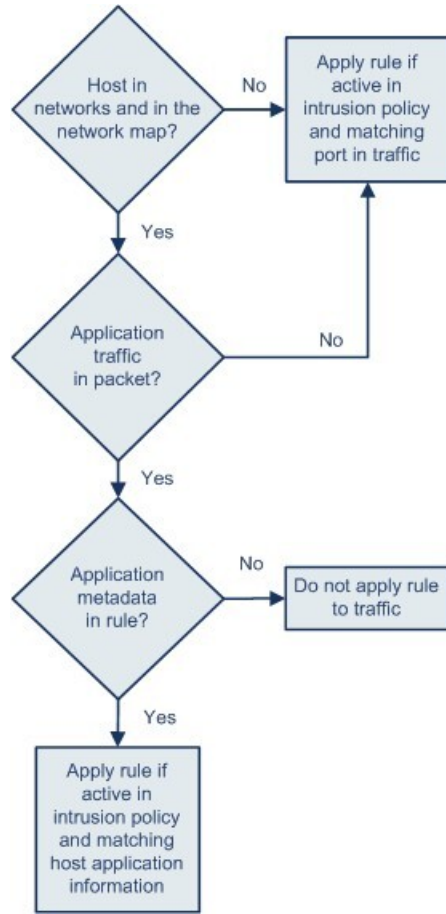 Host in
networks and in the
network map?
No
Apply rule if
active in
intrusion policy
and matching
port in traffic
Yes
Application
traffic
in packet?
No
Yes
Application
metadata
in rule?
No
Do not apply rule
to traffic
Yes
Apply rule if
active in
intrusion policy
and matching
host application
information